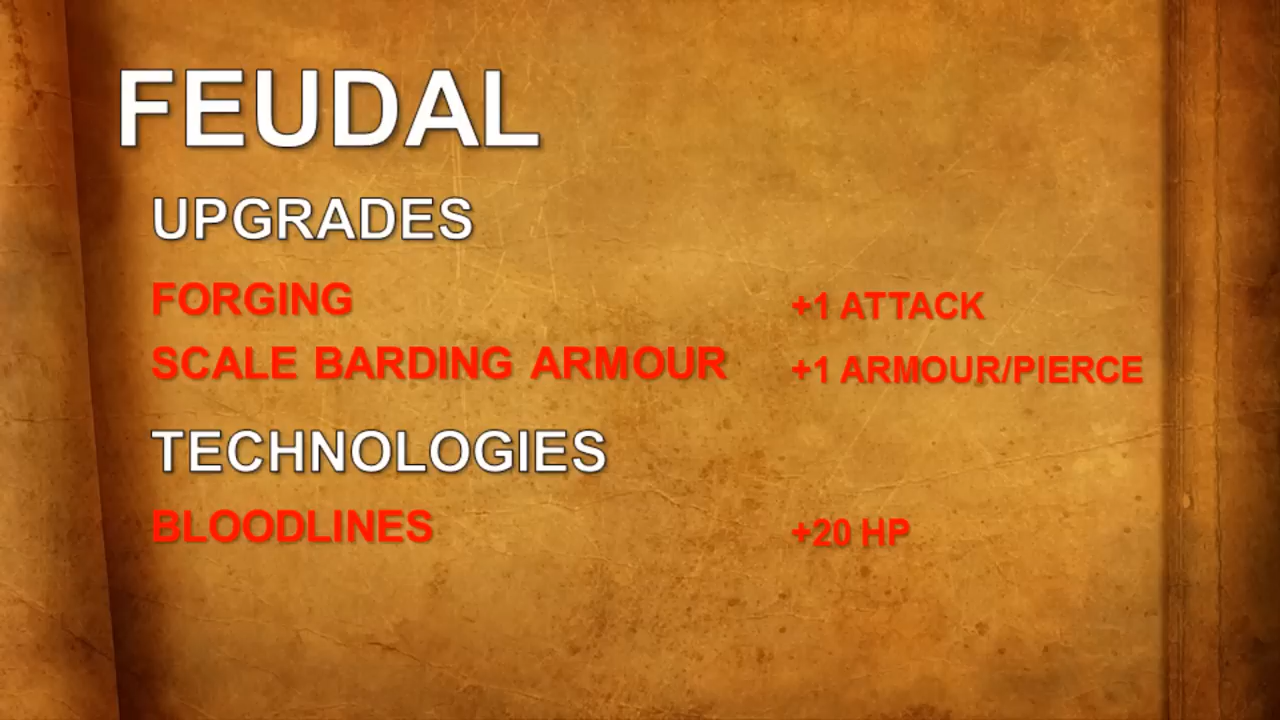 FEUDAL
UPGRADES
FORGING +1 ATTACK
SCALE BARDING ARMOUR +1 ARMOUR/PIERCE
TECHNOLOGIES
BLOODLINES +20 HP